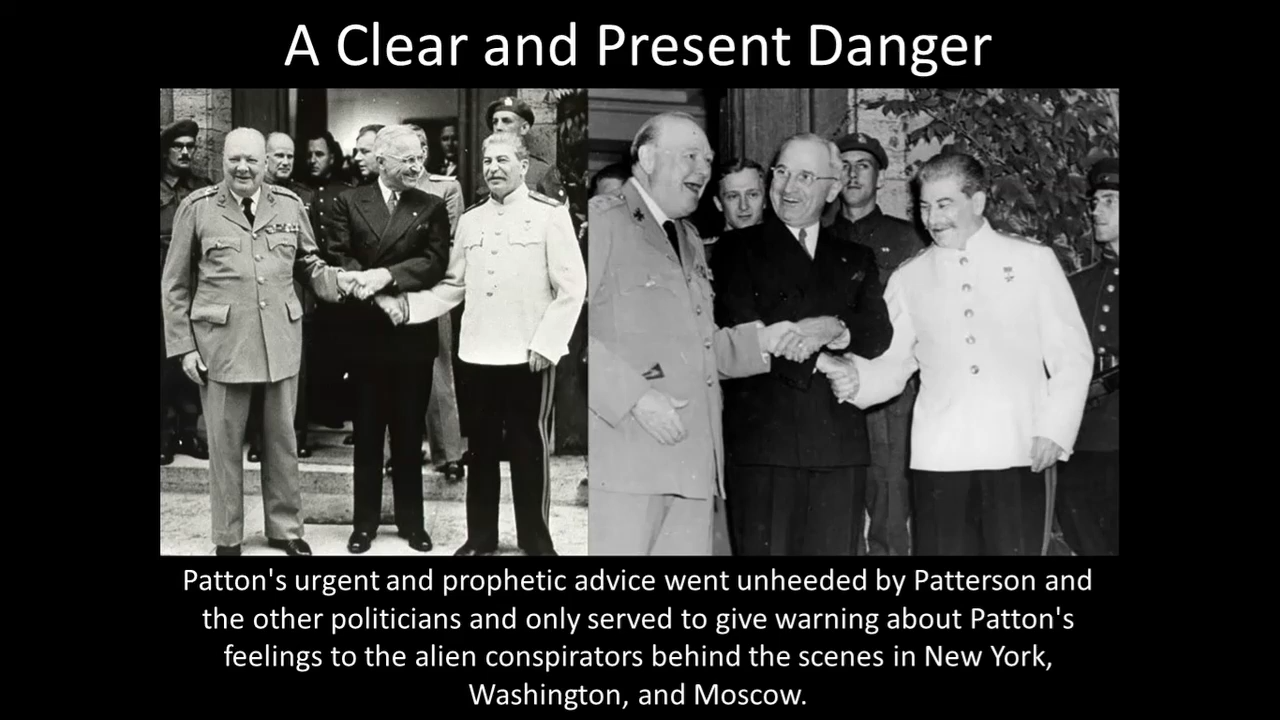 A Clear and Present Danger
Patton's urgent and prophetic advice went unheeded by Patterson and
the other politicians and only served to give warning about Patton's
feelings to the alien conspirators behind the scenes in New York,
Washington, and Moscow.